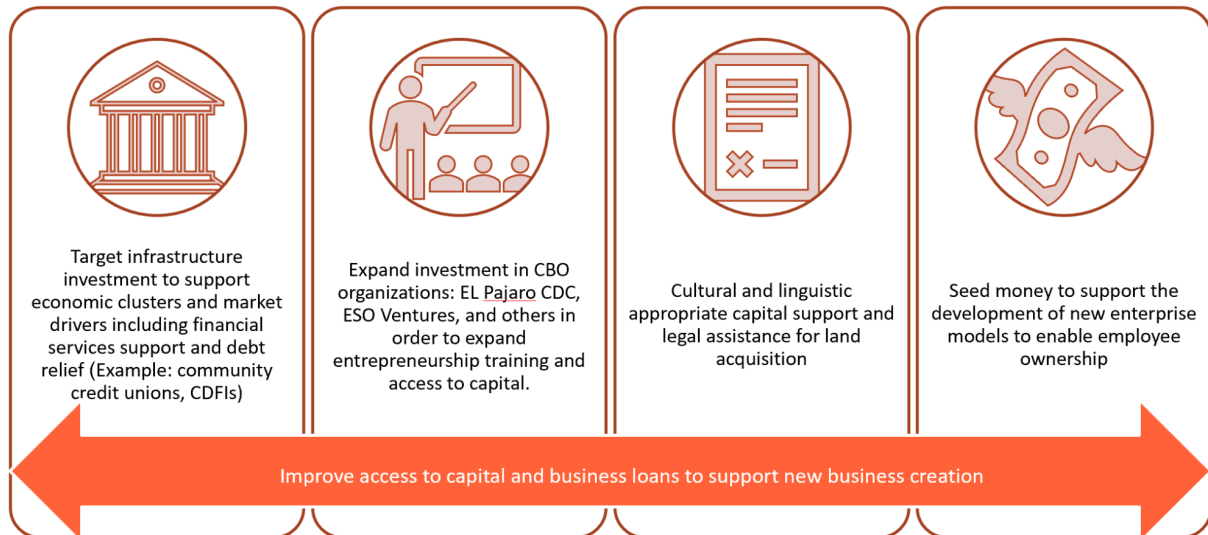 Target infrastructure
investment to support
economic clusters and market
drivers including financial
services support and debt
relief (Example: community
credit unions, CDFIs)
Expand investment in CBO
organizations: EL Pajaro CDC,
ESO Ventures, and others in
order to expand
entrepreneurship training and
access to capital.
Cultural and linguistic
appropriate capital support and
legal assistance for land
acquisition
Seed money to support the
development of new enterprise
models to enable employee
ownership
Improve access to capital and business loans to support new business creation